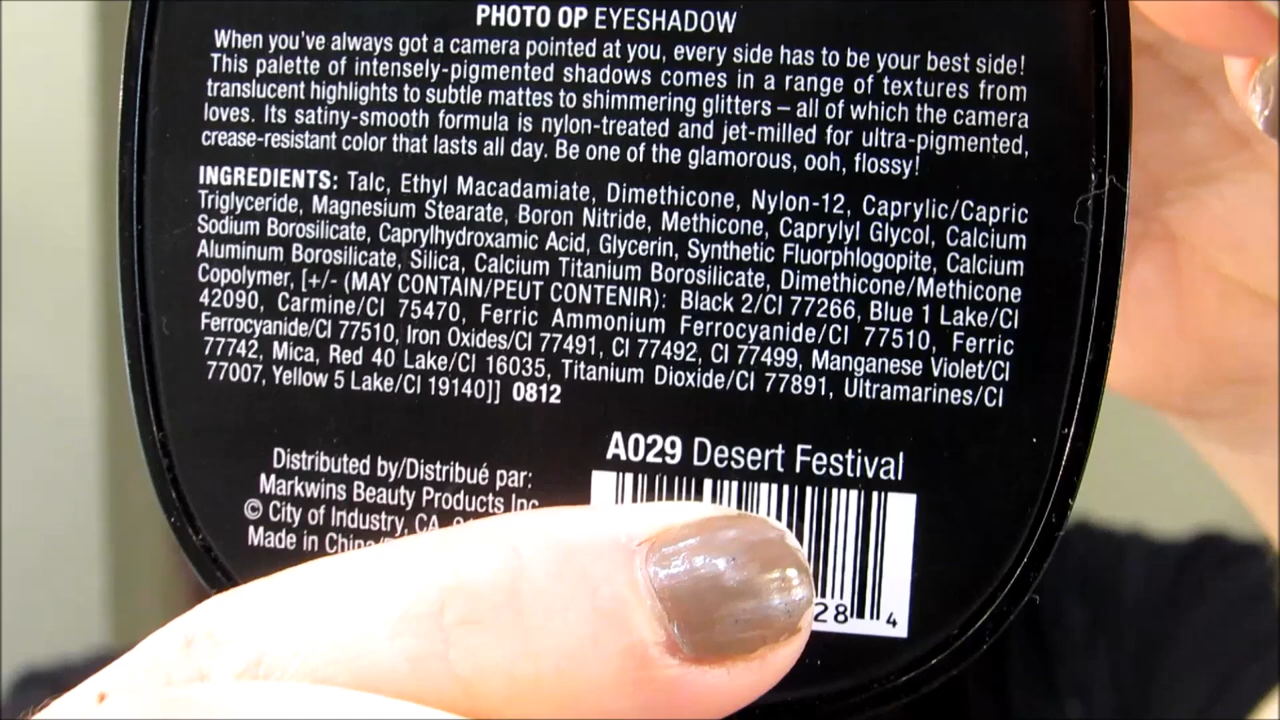 PHOTO OP EYESHADOW
When you've always got a camera pointed at you, every side has to be your best side!
This palette of intensely-pigmented shadows comes in a range of textures from
translucent highlights to subtle mattes to shimmering glitters – all of which the camera
loves. Its satiny-smooth formula is nylon-treated and jet-milled for ultra-pigmented,
crease-resistant color that lasts all day. Be one of the glamorous, ooh, flossy!
INGREDIENTS: Talc, Ethyl Macadamiate, Dimethicone, Nylon-12, Caprylic/Capric
Triglyceride, Magnesium Stearate, Boron Nitride, Methicone, Caprylyl Glycol, Calcium
Sodium Borosilicate, Caprylhydroxamic Acid, Glycerin, Synthetic Fluorphlogopite, Calcium
Aluminum Borosilicate, Silica, Calcium Titanium Borosilicate, Dimethicone/Methicone
Copolymer, [+/- (MAY CONTAIN/PEUT CONTENIR): Black 2/CI 77266, Blue 1 Lake/CI
42090, Carmine/CI 75470, Ferric Ammonium Ferrocyanide/CI 77510, Ferric
Ferrocyanide/CI 77510, Iron Oxides/CI 77491, CI 77492, CI 77499, Manganese Violet/CI
77742, Mica, Red 40 Lake/CI 16035, Titanium Dioxide/CI 77891, Ultramarines/CI
77007, Yellow 5 Lake/CI 19140]] 0812
A029 Desert Festival
Distributed by/Distribué par:
Markwins Beauty Products Inc
© City of Industry, CA
Made in China
28 4